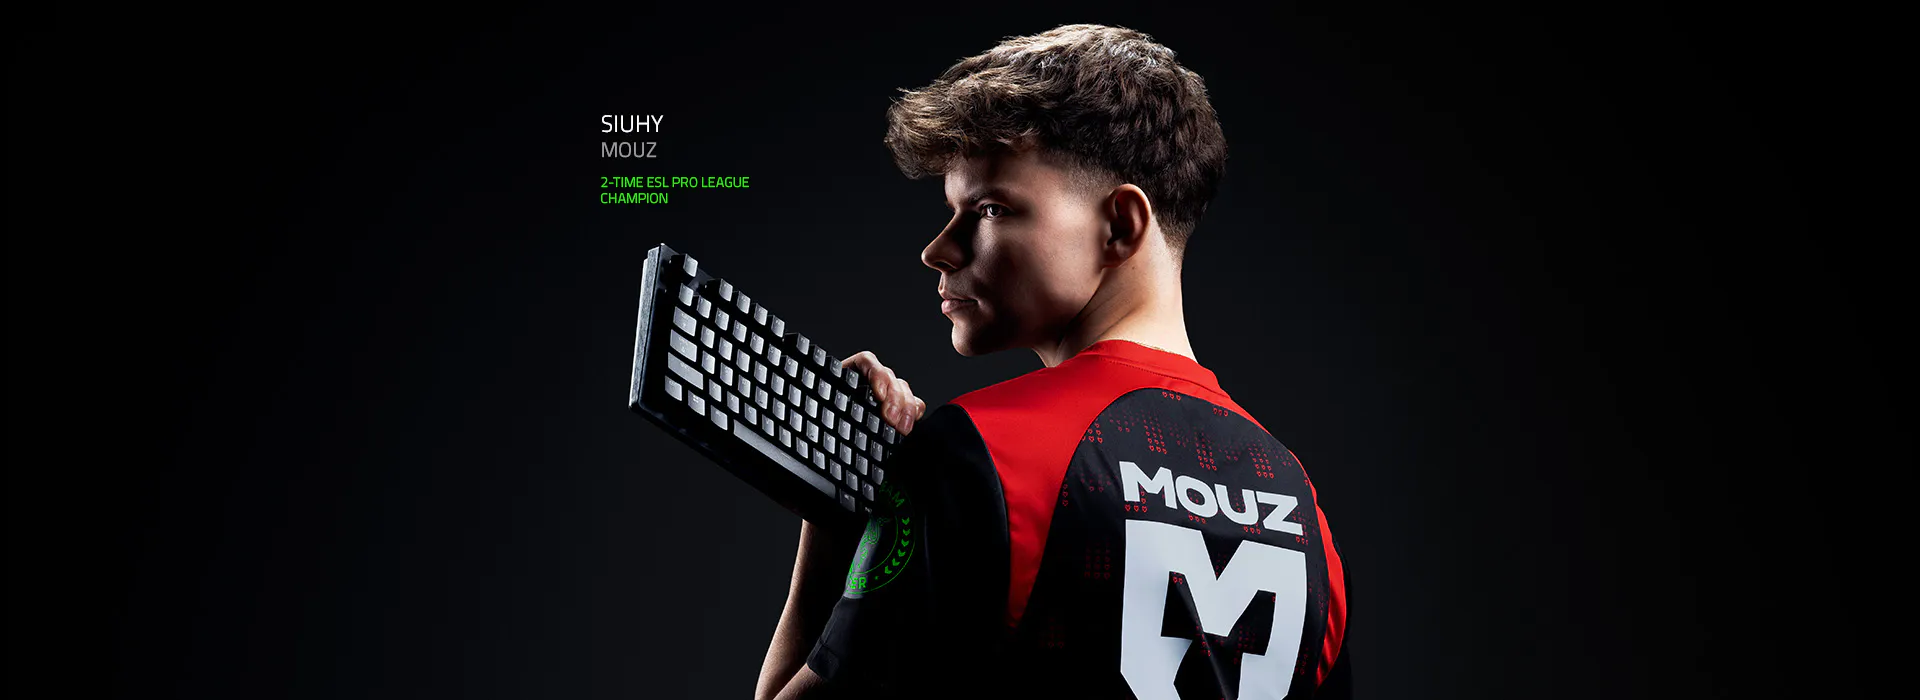 SIUHY
MOUZ
2-TIME ESL PRO LEAGUE
CHAMPION
MOUZ